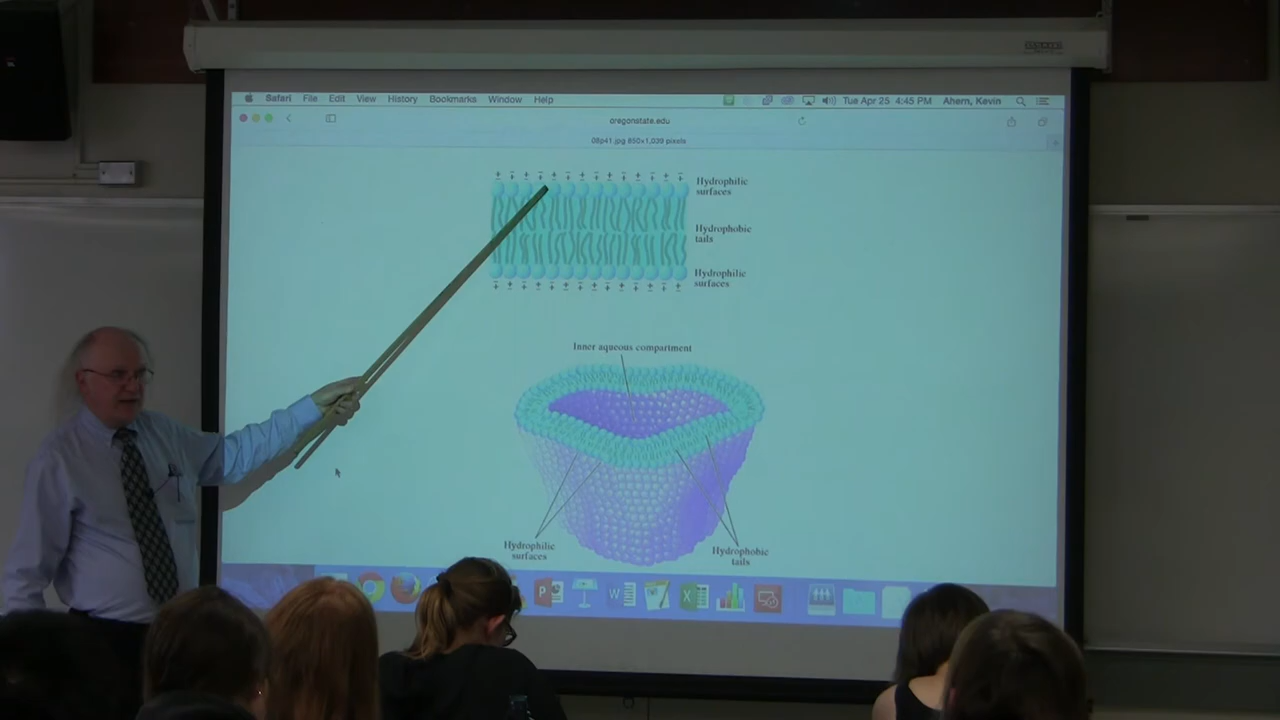 Safari File Edit View History Bookmarks Window Help Tue Apr 25 4:45 PM Ahern, Kevin
oregonstate.edu
08p41.jpg 850×1,039 pixels
Hydrophilic
surfaces
Hydrophobic
tails
Hydrophilic
surfaces
Inner aqueous compartment
Hydrophilic
surfaces
Hydrophobic
tails